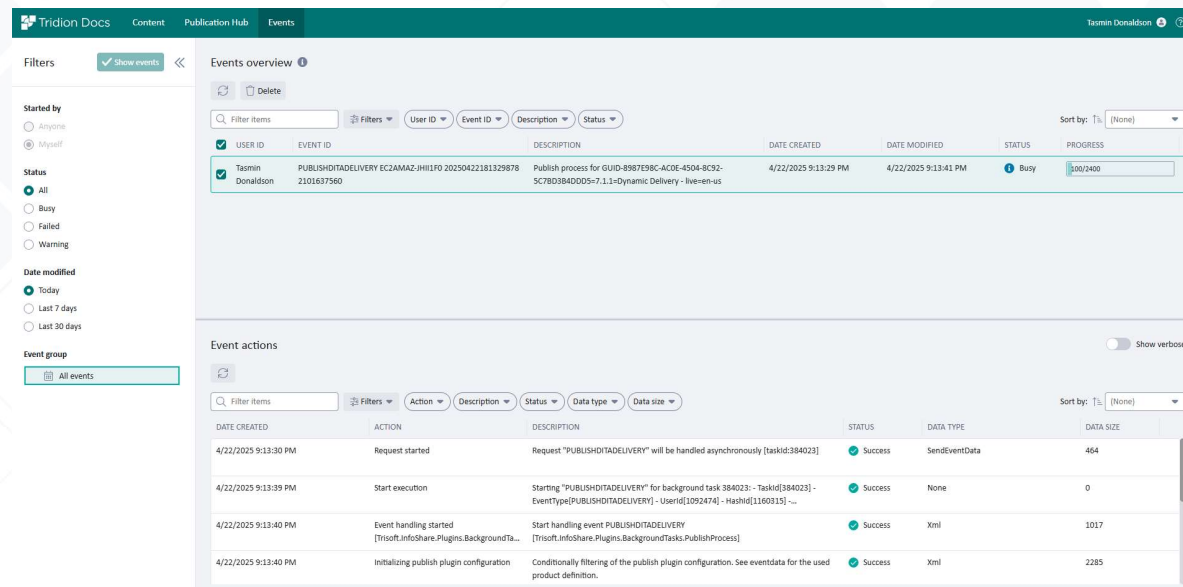 Tridion Docs Content Publication Hub Events Tasmin Donaldson
Filters Show events
Started by
Anyone
Myself
Status
All
Busy
Failed
Warning
Date modified
Today
Last 7 days
Last 30 days
Event group
All events
Events overview
Delete
Filter items Filters User ID Event ID Description Status Sort by: (None)
USER ID EVENT ID DESCRIPTION DATE CREATED DATE MODIFIED STATUS PROGRESS
Tasmin PUBLISHDITADELIVERY EC2AMAZ-JHII1F0 20250422181329878 Publish process for GUID-8987E98C-AC0E-4504-8C92- 4/22/2025 9:13:29 PM 4/22/2025 9:13:41 PM Busy 100/2400
Donaldson 2101637560 5C7BD3B4DDD5=7.1.1=Dynamic Delivery - live=en-us
Event actions Show verbose
Filter items Filters Action Description Status Data type Data size Sort by: (None)
DATE CREATED ACTION DESCRIPTION STATUS DATA TYPE DATA SIZE
4/22/2025 9:13:30 PM Request started Request "PUBLISHDITADELIVERY" will be handled asynchronously [taskId:384023] Success SendEventData 464
4/22/2025 9:13:39 PM Start execution Starting "PUBLISHDITADELIVERY" for background task 384023: - TaskId[384023] - Success None 0
EventType[PUBLISHDITADELIVERY] - UserId[1092474] - HashId[1160315] -...
4/22/2025 9:13:40 PM Event handling started Start handling event PUBLISHDITADELIVERY Success Xml 1017
[Trisoft.InfoShare.Plugins.BackgroundTa... [Trisoft.InfoShare.Plugins.BackgroundTasks.PublishProcess]
4/22/2025 9:13:40 PM Initializing publish plugin configuration Conditionally filtering of the publish plugin configuration. See eventdata for the used Success Xml 2285
product definition.